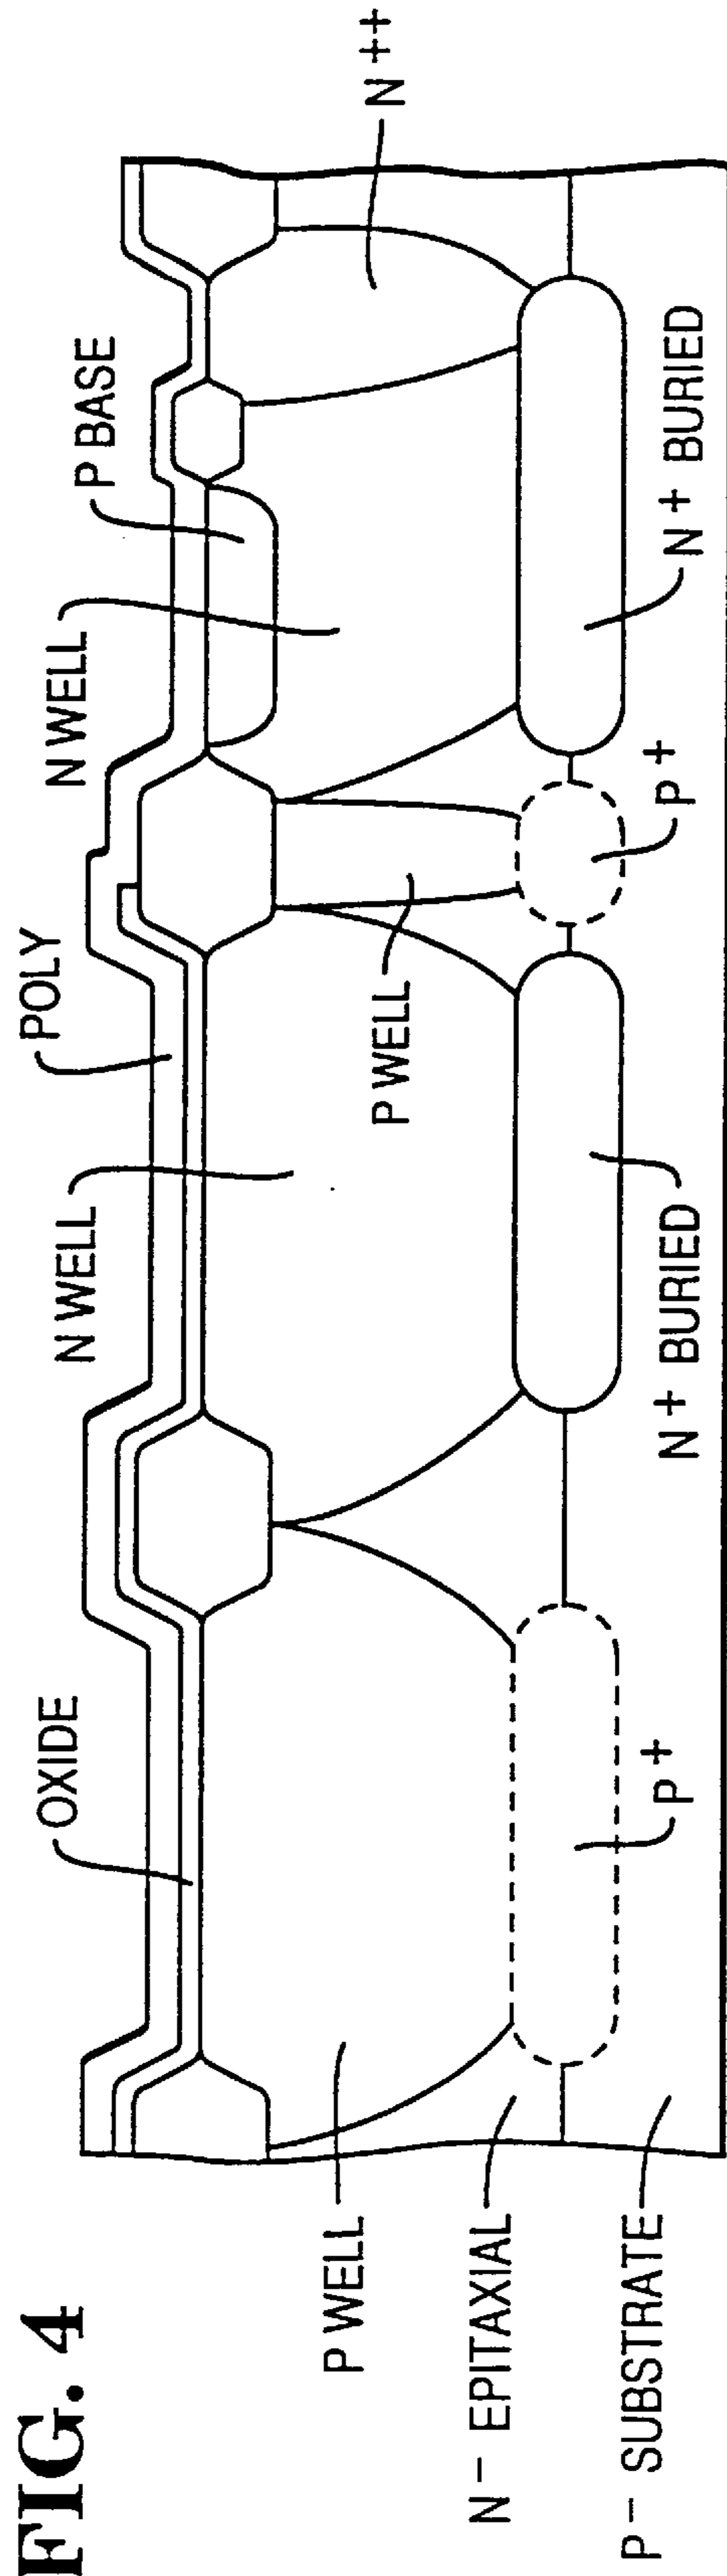 FIG. 4
OXIDE
N WELL
POLY
N WELL
P BASE
N++
P WELL
N- EPITAXIAL
P- SUBSTRATE
P+
N+ BURIED
P WELL
P+
N+ BURIED